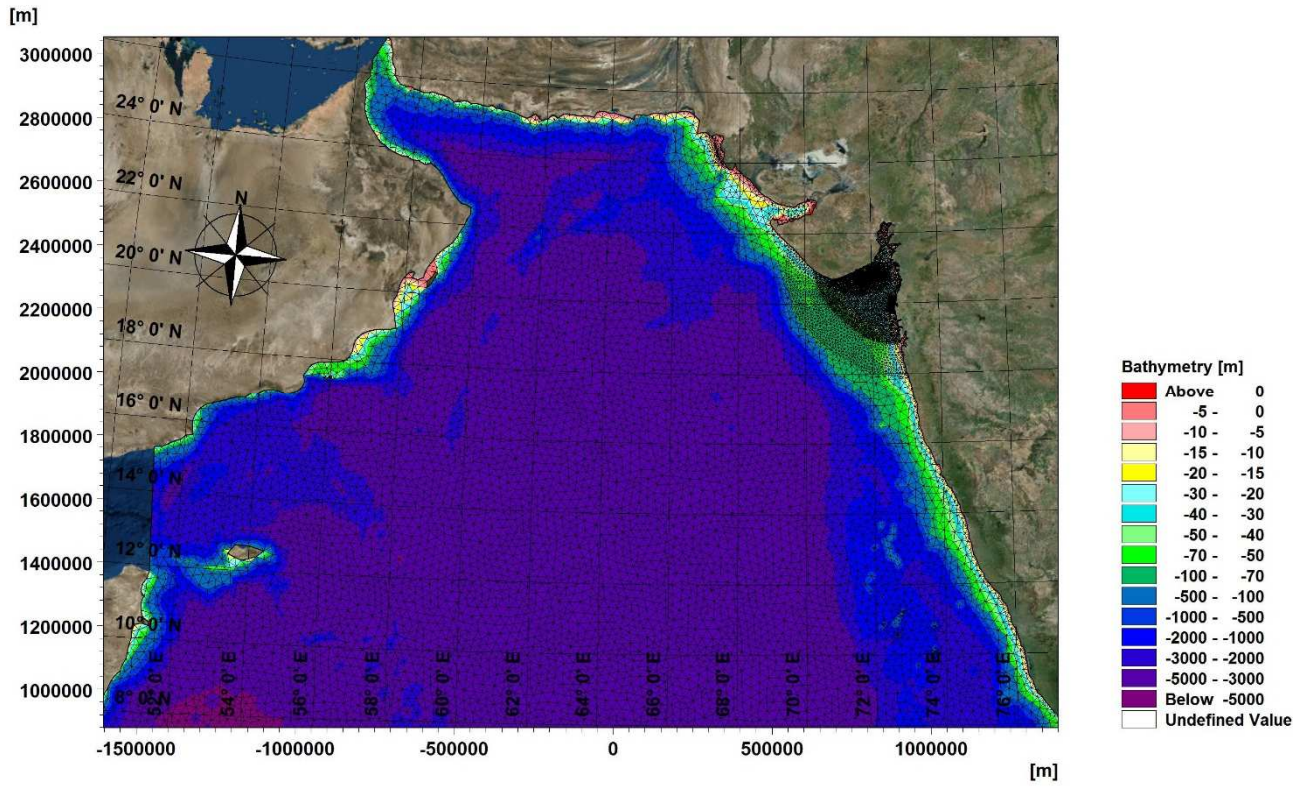 [m]
3000000
2800000
2600000
2400000
2200000
2000000
1800000
1600000
1400000
1200000
1000000
24° 0' N
22° 0' N
20° 0' N
18° 0' N
16° 0' N
14° 0' N
12° 0' N
10° 0' N
8° 0' N
N
52° 0' E
54° 0' E
56° 0' E
58° 0' E
60° 0' E
62° 0' E
64° 0' E
66° 0' E
68° 0' E
70° 0' E
72° 0' E
74° 0' E
76° 0' E
-1500000 -1000000 -500000 0 500000 1000000
[m]
Bathymetry [m]
Above 0
-5 - 0
-10 - -5
-15 - -10
-20 - -15
-30 - -20
-40 - -30
-50 - -40
-70 - -50
-100 - -70
-500 - -100
-1000 - -500
-2000 - -1000
-3000 - -2000
-5000 - -3000
Below -5000
Undefined Value